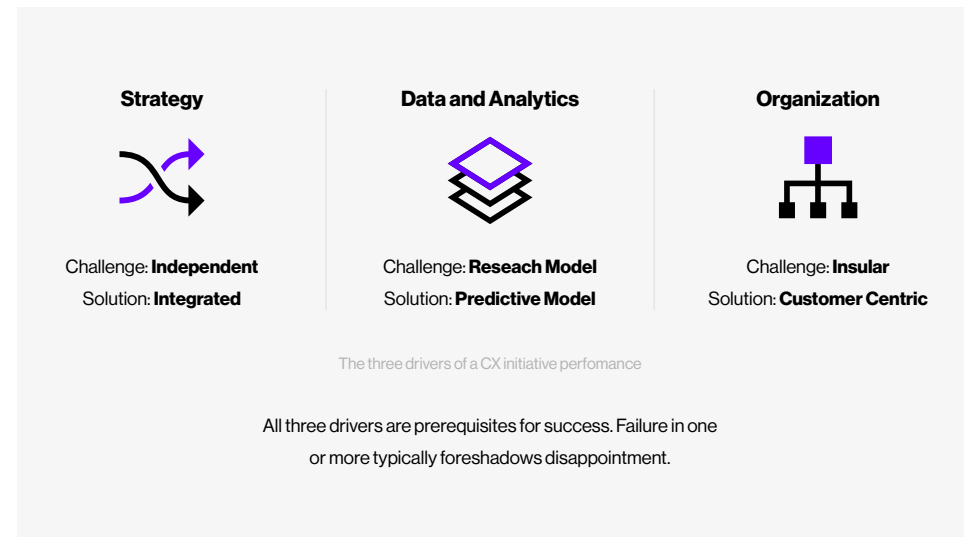 Strategy
Data and Analytics
Organization
Challenge: Independent
Solution: Integrated
Challenge: Reseach Model
Solution: Predictive Model
Challenge: Insular
Solution: Customer Centric
The three drivers of a CX initiative perfomance
All three drivers are prerequisites for success. Failure in one
or more typically foreshadows disappointment.